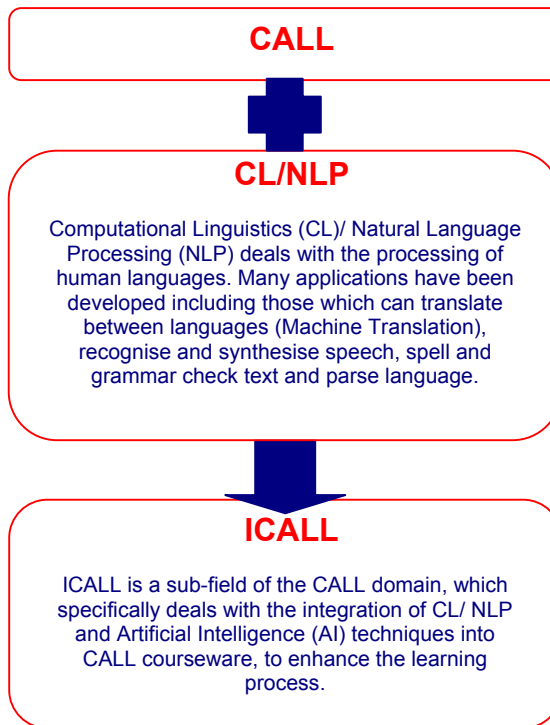 CALL
CL/NLP
Computational Linguistics (CL)/ Natural Language
Processing (NLP) deals with the processing of
human languages. Many applications have been
developed including those which can translate
between languages (Machine Translation),
recognise and synthesise speech, spell and
grammar check text and parse language.
ICALL
ICALL is a sub-field of the CALL domain, which
specifically deals with the integration of CL/ NLP
and Artificial Intelligence (AI) techniques into
CALL courseware, to enhance the learning
process.